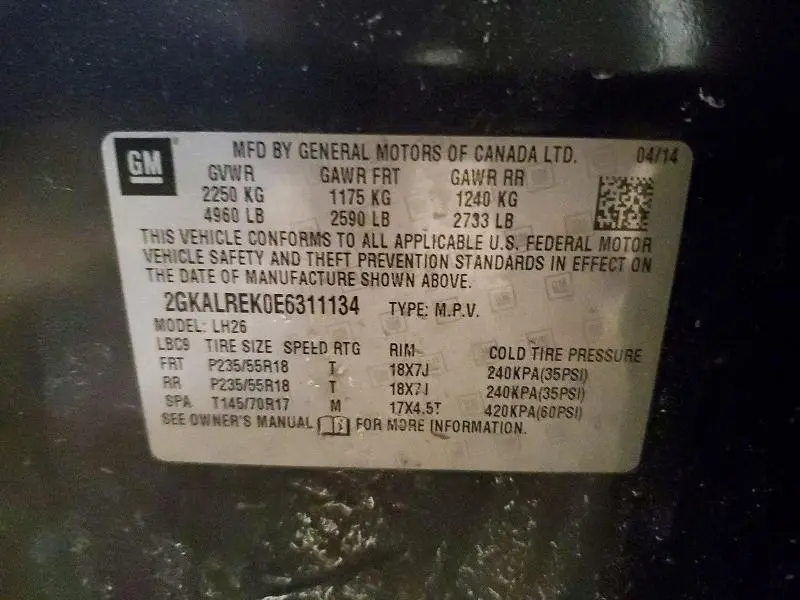 GM
MFD BY GENERAL MOTORS OF CANADA LTD. 04/14
GVWR GAWR FRT GAWR RR
2250 KG 1175 KG 1240 KG
4960 LB 2590 LB 2733 LB
THIS VEHICLE CONFORMS TO ALL APPLICABLE U.S. FEDERAL MOTOR
VEHICLE SAFETY AND THEFT PREVENTION STANDARDS IN EFFECT ON
THE DATE OF MANUFACTURE SHOWN ABOVE.
2GKALREK0E6311134 TYPE: M.P.V.
MODEL: LH26
LBC9 TIRE SIZE SPEED RTG RIM COLD TIRE PRESSURE
FRT P235/55R18 T 18X7J 240KPA(35PSI)
RR P235/55R18 T 18X7J 240KPA(35PSI)
SPA T145/70R17 M 17X4.5T 420KPA(60PSI)
SEE OWNER'S MANUAL FOR MORE INFORMATION.